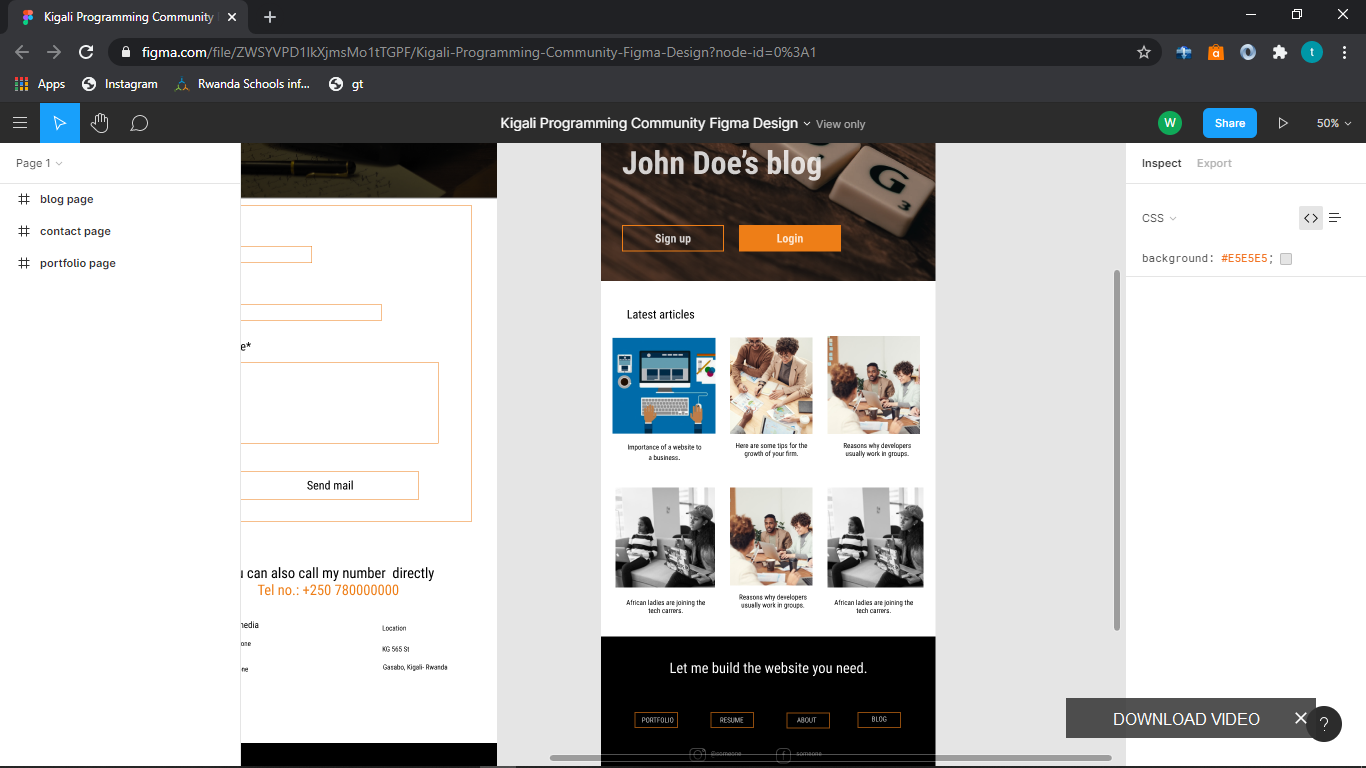 Kigali Programming Community
figma.com/file/ZWSYVPD1IkXjmsMo1tTGPF/Kigali-Programming-Community-Figma-Design?node-id=0%3A1
a
t
Apps
Instagram
Rwanda Schools inf...
gt
Kigali Programming Community Figma Design
View only
W
Share
50%
Page 1
blog page
contact page
portfolio page
e*
Send mail
u can also call my number directly
Tel no.: +250 780000000
media
Location
one
KG 565 St
ne
Gasabo, Kigali- Rwanda
John Doe's blog
G
3
Sign up
Login
Latest articles
Importance of a website to
a business.
Here are some tips for the
growth of your firm.
Reasons why developers
usually work in groups.
African ladies are joining the
tech carrers.
Reasons why developers
usually work in groups.
African ladies are joining the
tech carrers.
Let me build the website you need.
PORTFOLIO
RESUME
ABOUT
BLOG
@someone
someone
Inspect
Export
CSS
background: #E5E5E5;
DOWNLOAD VIDEO
?